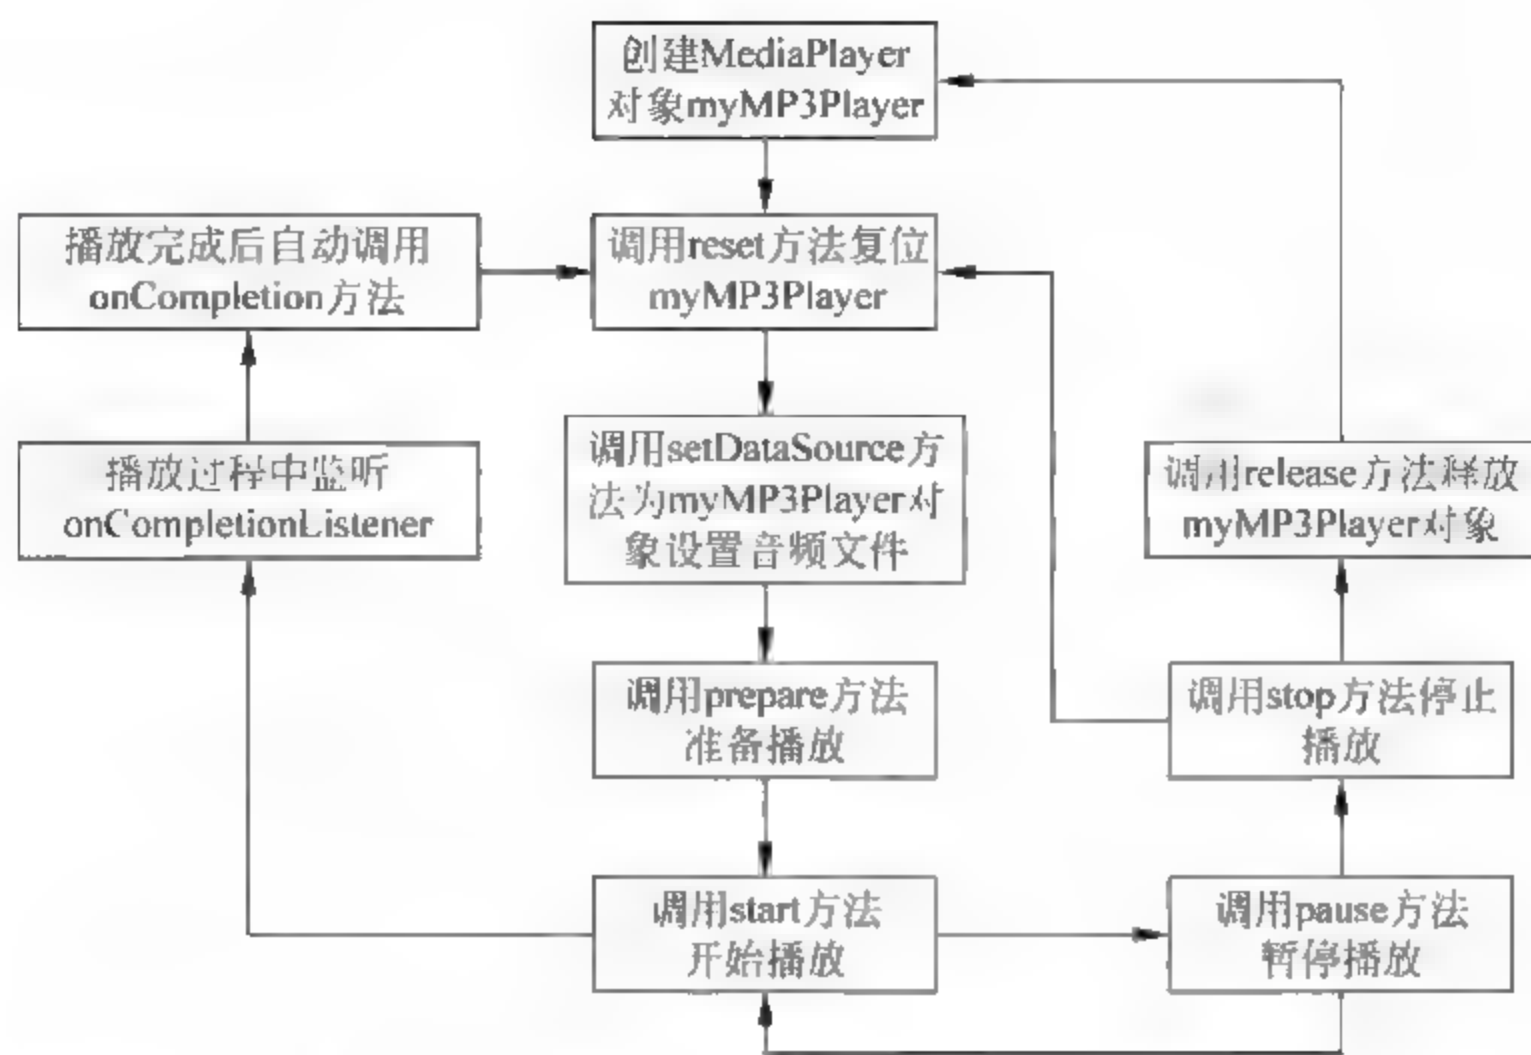 创建MediaPlayer
对象myMP3Player
播放完成后自动调用
onCompletion方法
调用reset方法复位
myMP3Player
播放过程中监听
onCompletionListener
调用setDataSource方
法为myMP3Player对
象设置音频文件
调用release方法释放
myMP3Player对象
调用prepare方法
准备播放
调用stop方法停止
播放
调用start方法
开始播放
调用pause方法
暂停播放